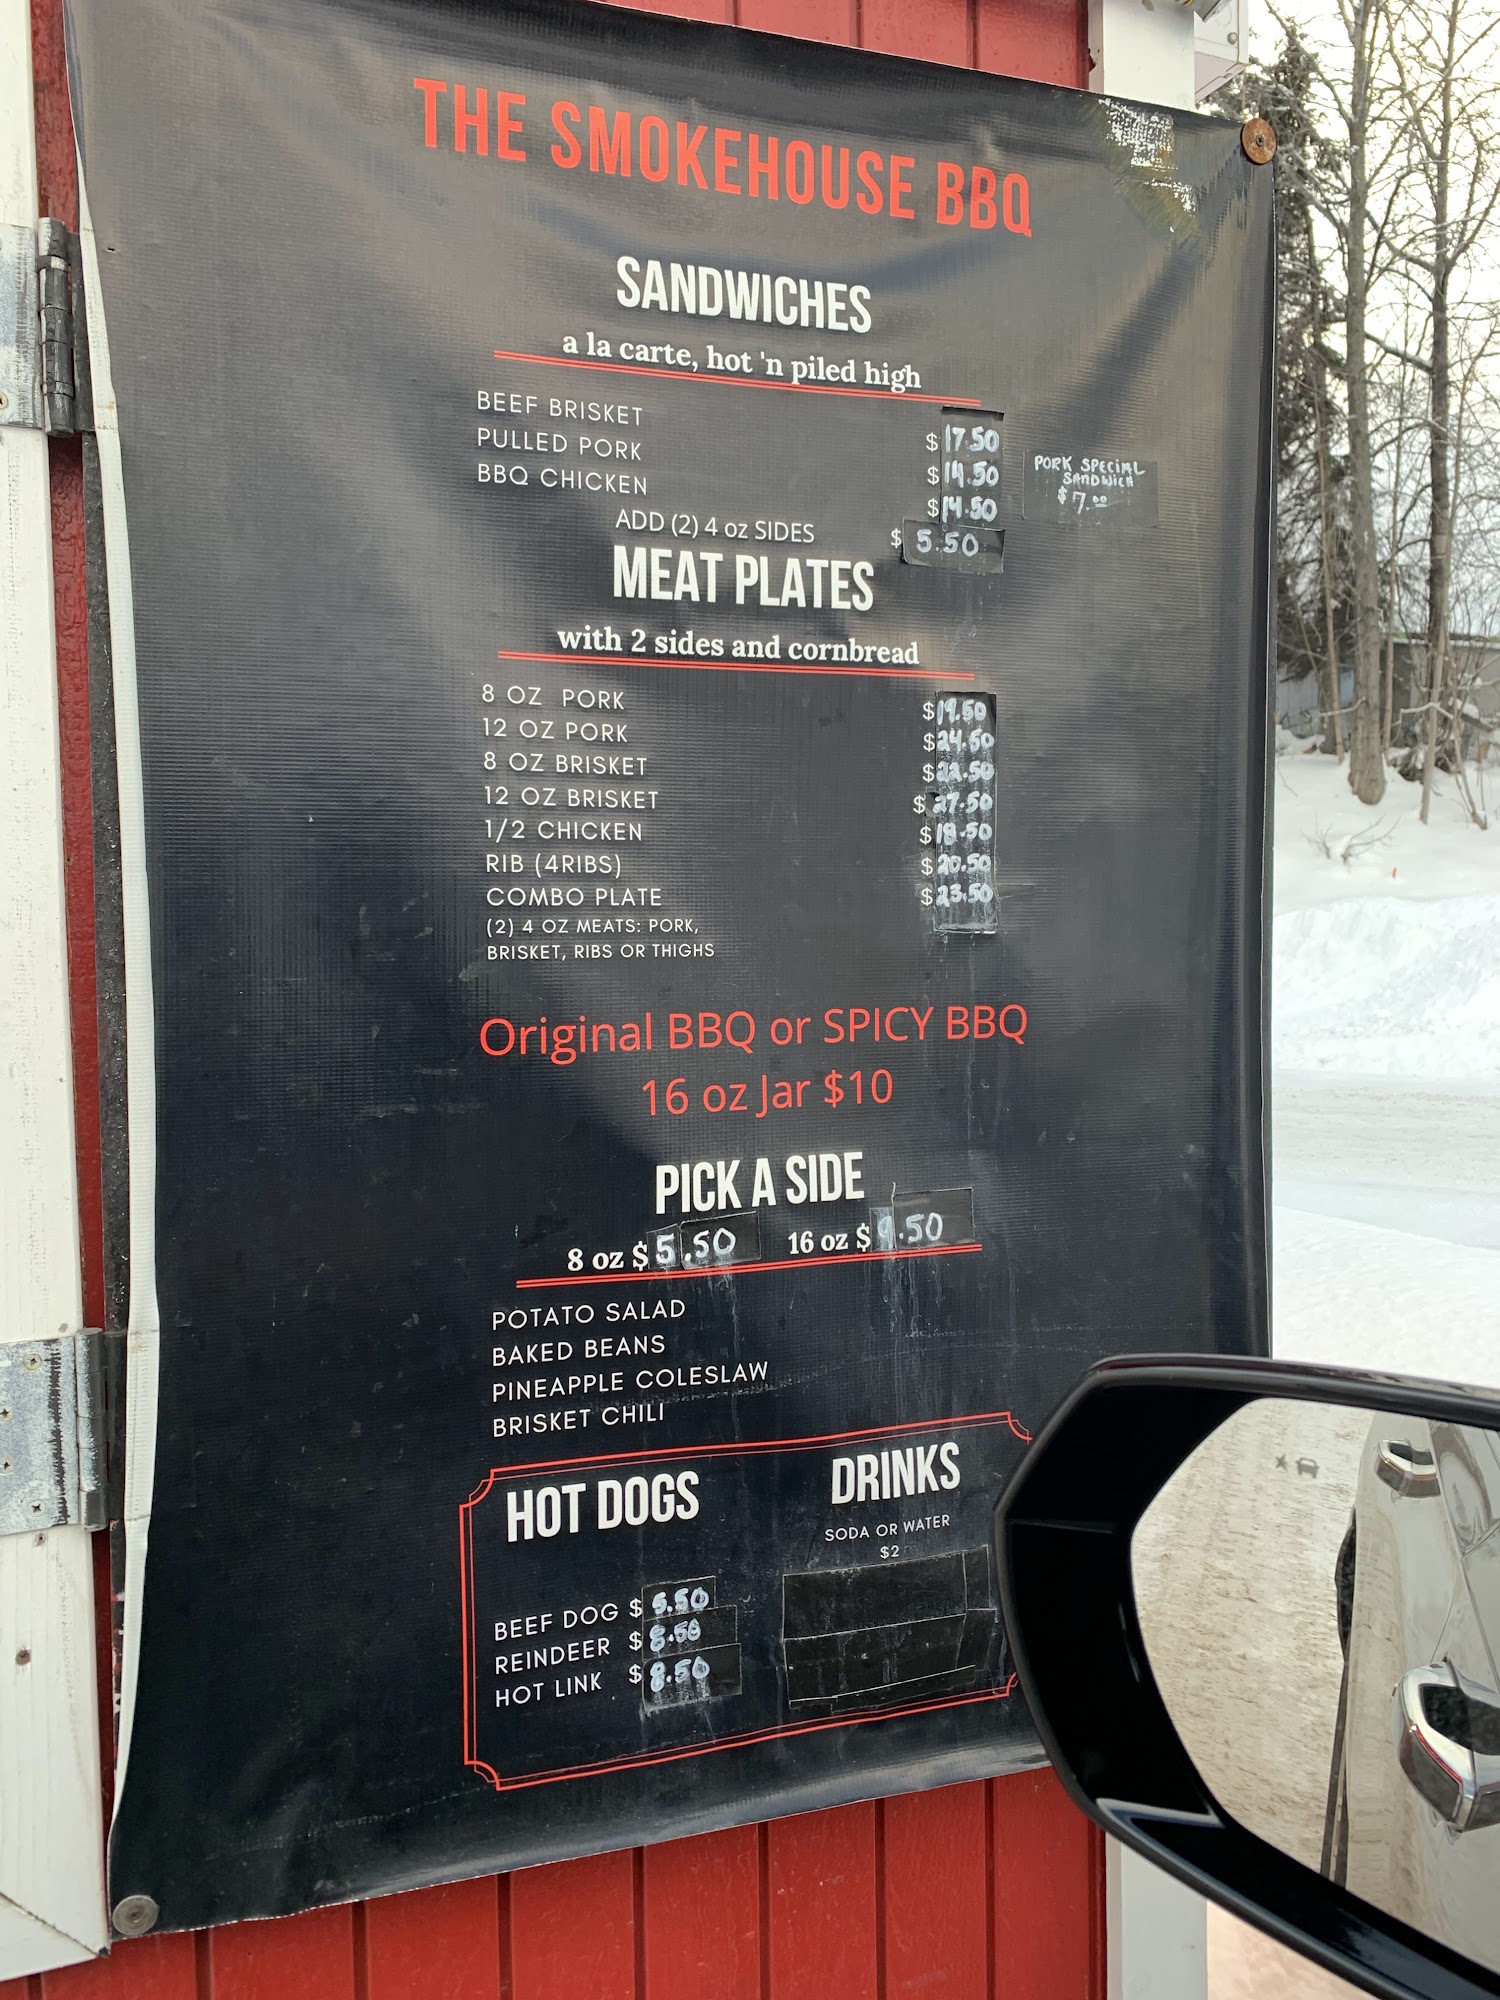 THE SMOKEHOUSE BBQ
SANDWICHES
a la carte, hot 'n piled high
BEEF BRISKET $17.50
PULLED PORK $14.50
BBQ CHICKEN $14.50
PORK SPECIAL
SANDWICH
$7.00
ADD (2) 4 oz SIDES $5.50
MEAT PLATES
with 2 sides and cornbread
8 OZ PORK $19.50
12 OZ PORK $24.50
8 OZ BRISKET $22.50
12 OZ BRISKET $27.50
1/2 CHICKEN $18.50
RIB (4RIBS) $20.50
COMBO PLATE $23.50
(2) 4 OZ MEATS: PORK,
BRISKET, RIBS OR THIGHS
Original BBQ or SPICY BBQ
16 oz Jar $10
PICK A SIDE
8 oz $5.50 16 oz $9.50
POTATO SALAD
BAKED BEANS
PINEAPPLE COLESLAW
BRISKET CHILI
HOT DOGS
BEEF DOG $
REINDEER $
HOT LINK $8.50
DRINKS
SODA OR WATER
$2